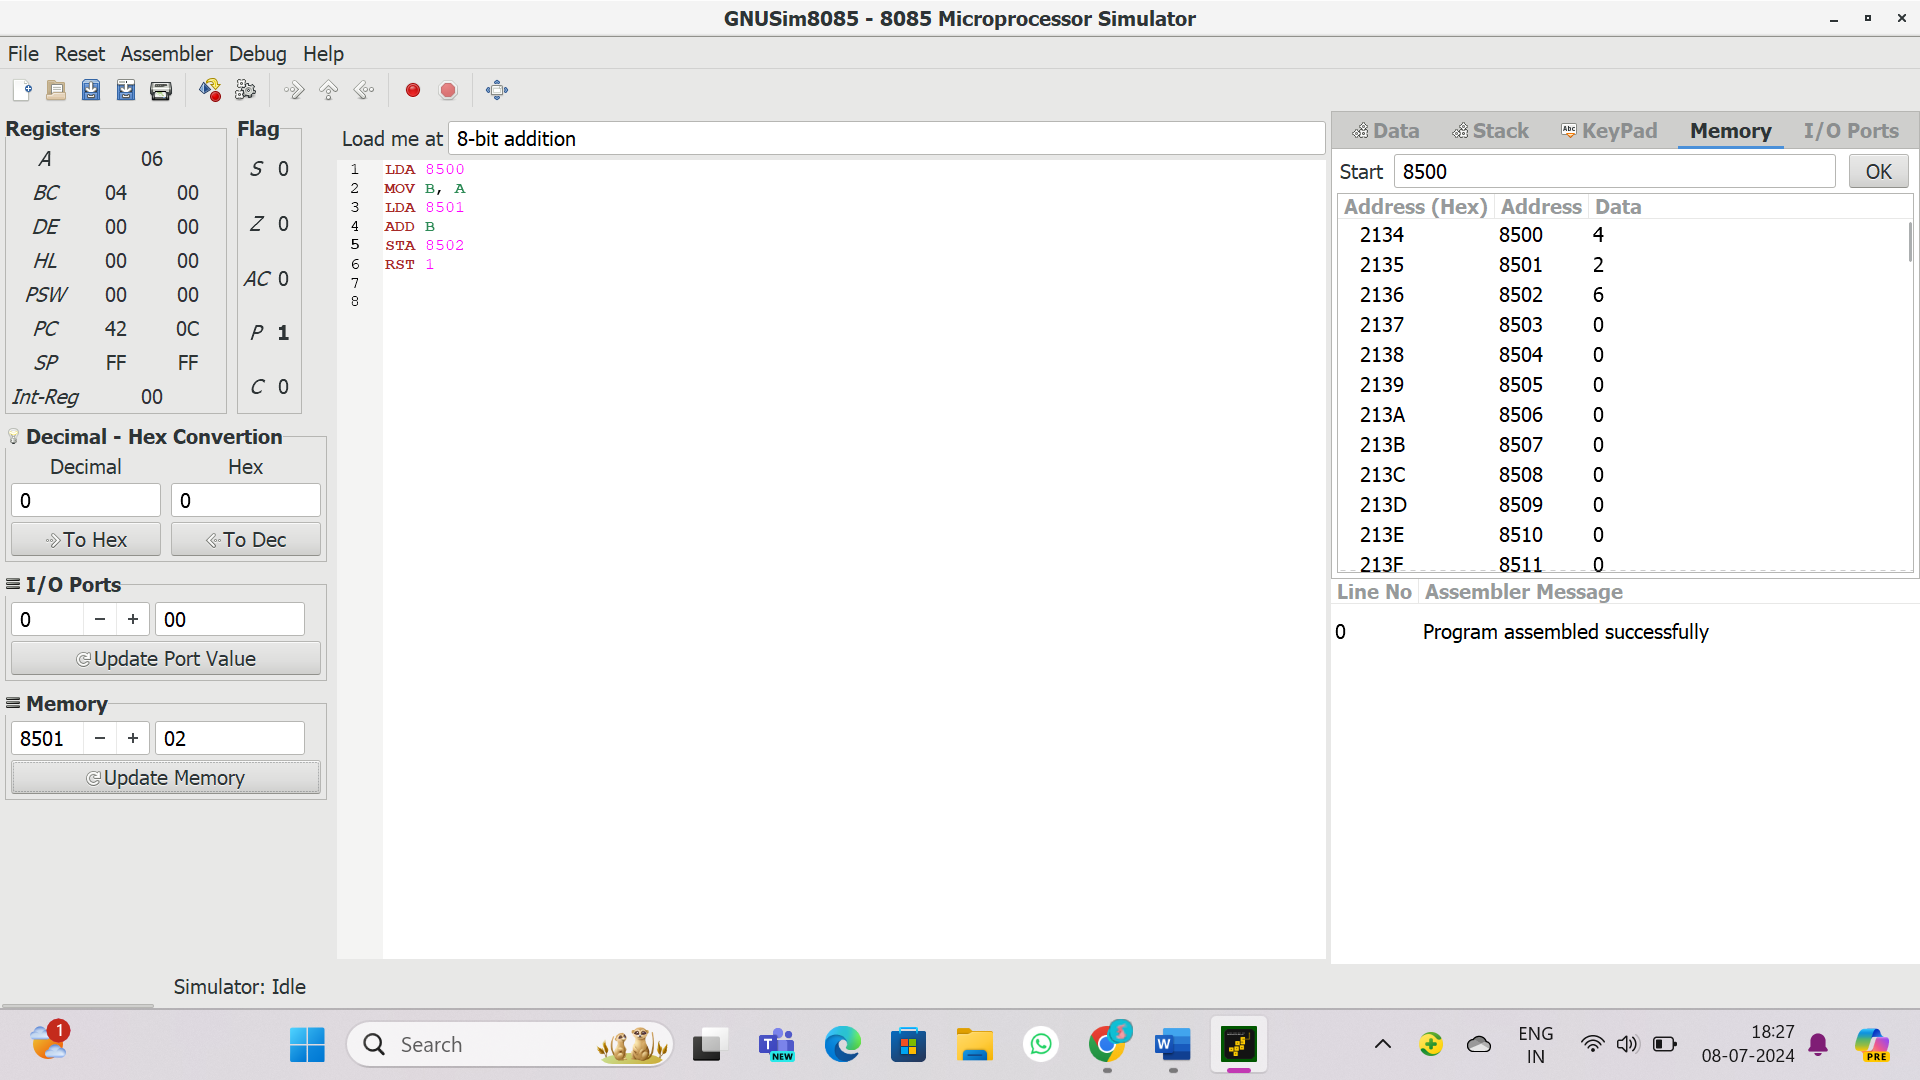 GNUSim8085 - 8085 Microprocessor Simulator
File Reset Assembler Debug Help
Registers
A 06
BC 04 00
DE 00 00
HL 00 00
PSW 00 00
PC 42 0C
SP FF FF
Int-Reg 00
Flag
S 0
Z 0
AC 0
P 1
C 0
Decimal - Hex Convertion
Decimal Hex
0 0
To Hex To Dec
I/O Ports
0 - + 00
Update Port Value
Memory
8501 - + 02
Update Memory
Load me at 8-bit addition
1 LDA 8500
2 MOV B, A
3 LDA 8501
4 ADD B
5 STA 8502
6 RST 1
7
8
Data Stack Abc KeyPad Memory I/O Ports
Start 8500 OK
Address (Hex) Address Data
2134 8500 4
2135 8501 2
2136 8502 6
2137 8503 0
2138 8504 0
2139 8505 0
213A 8506 0
213B 8507 0
213C 8508 0
213D 8509 0
213E 8510 0
213F 8511 0
Line No Assembler Message
0 Program assembled successfully
Simulator: Idle
1 Search NEW ENG 18:27
IN 08-07-2024 PRE